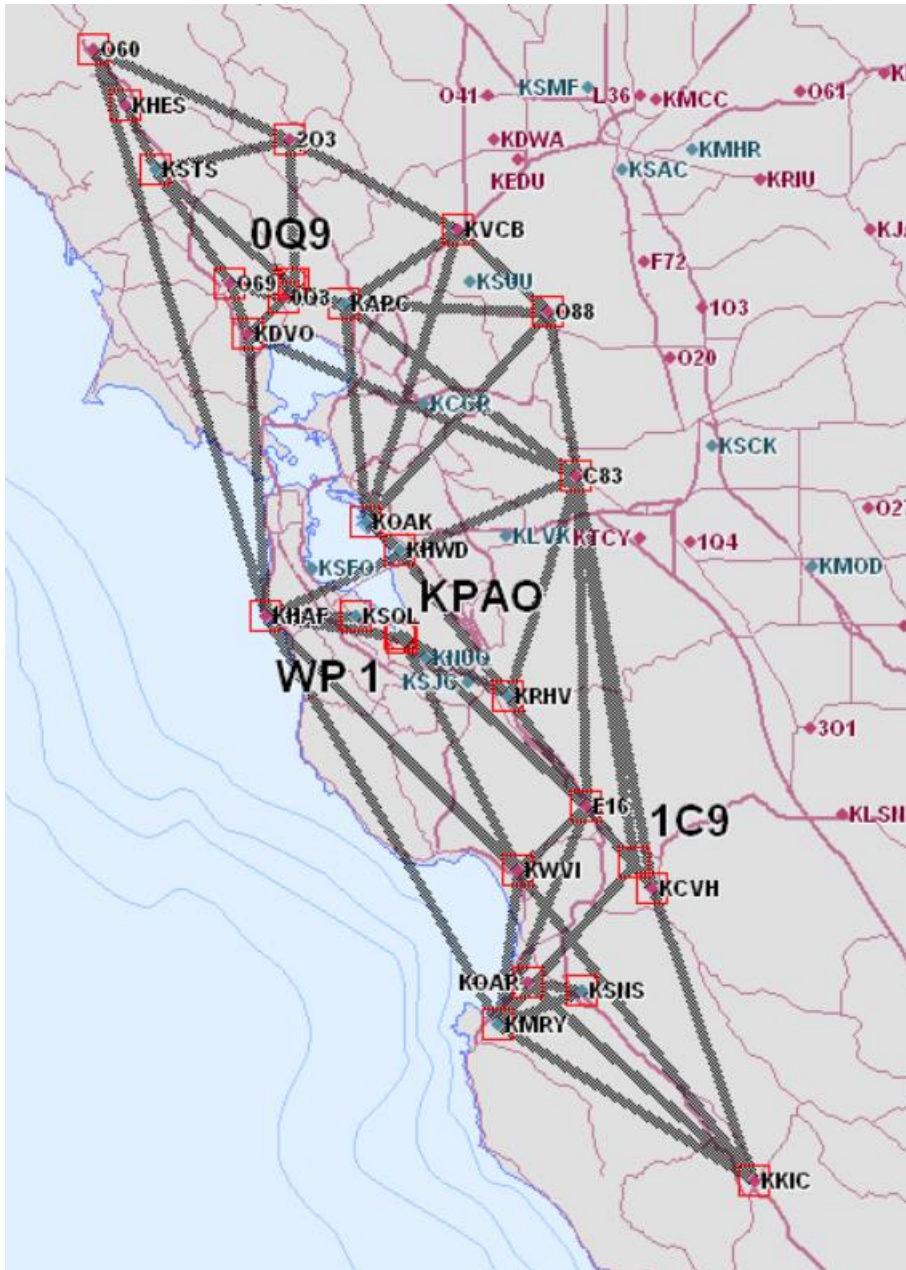 O60
KSMF
O41
L36
KMCC
O61
KHES
2O3
KDWA
KMHR
KEDU
KSTS
KSAC
KRIU
0Q9
KVCB
F72
O69
KSUU
0Q3
KAPC
O88
1O3
KDVO
O20
KCCR
KSCK
C83
KOAK
KHWD
KLVK
KTCY
1O4
KSFO
KMOD
KPAO
KHAF
KSQL
KNUQ
WP 1
KSJC
KRHV
3O1
E16
1C9
KLSN
KWVI
KCVH
KOAR
KSNS
KMRY
KKIC